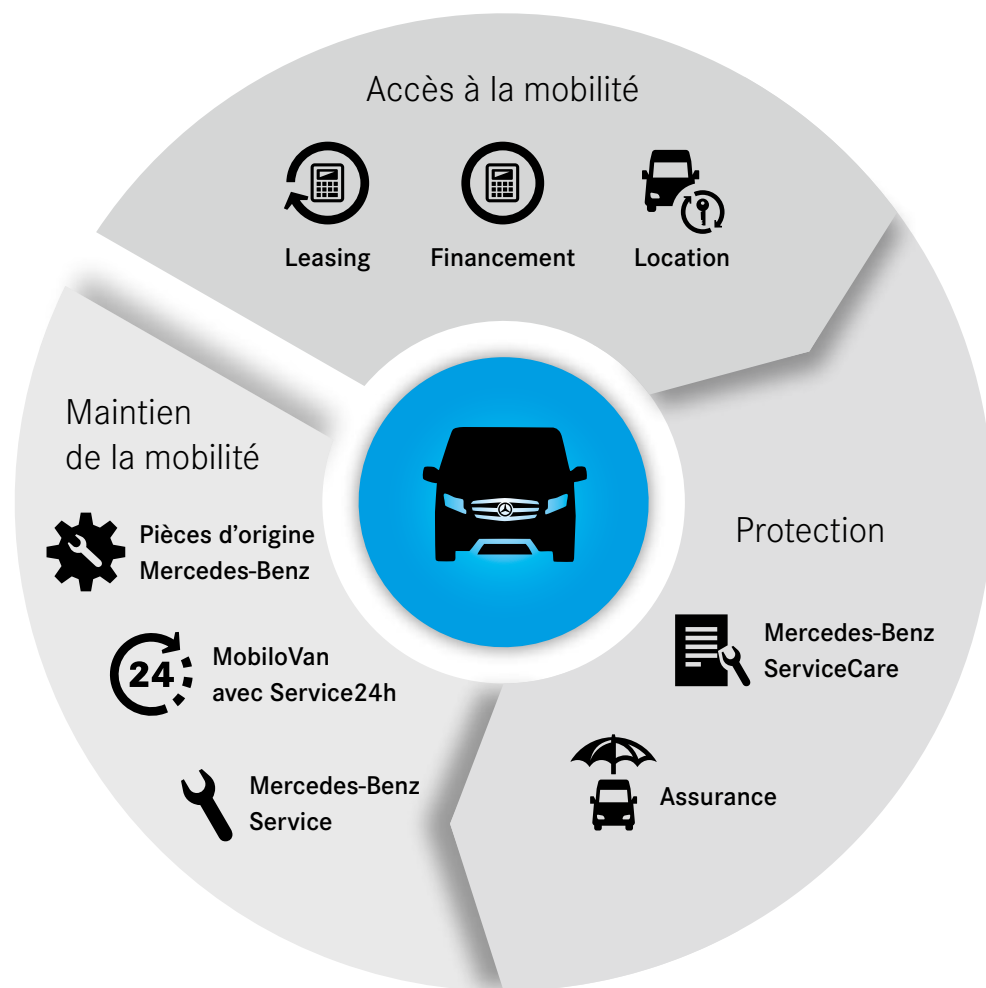 Accès à la mobilité
Leasing
Financement
Location
Protection
Mercedes-Benz
ServiceCare
Assurance
Maintien
de la mobilité
Pièces d'origine
Mercedes-Benz
24
MobiloVan
avec Service24h
Mercedes-Benz
Service